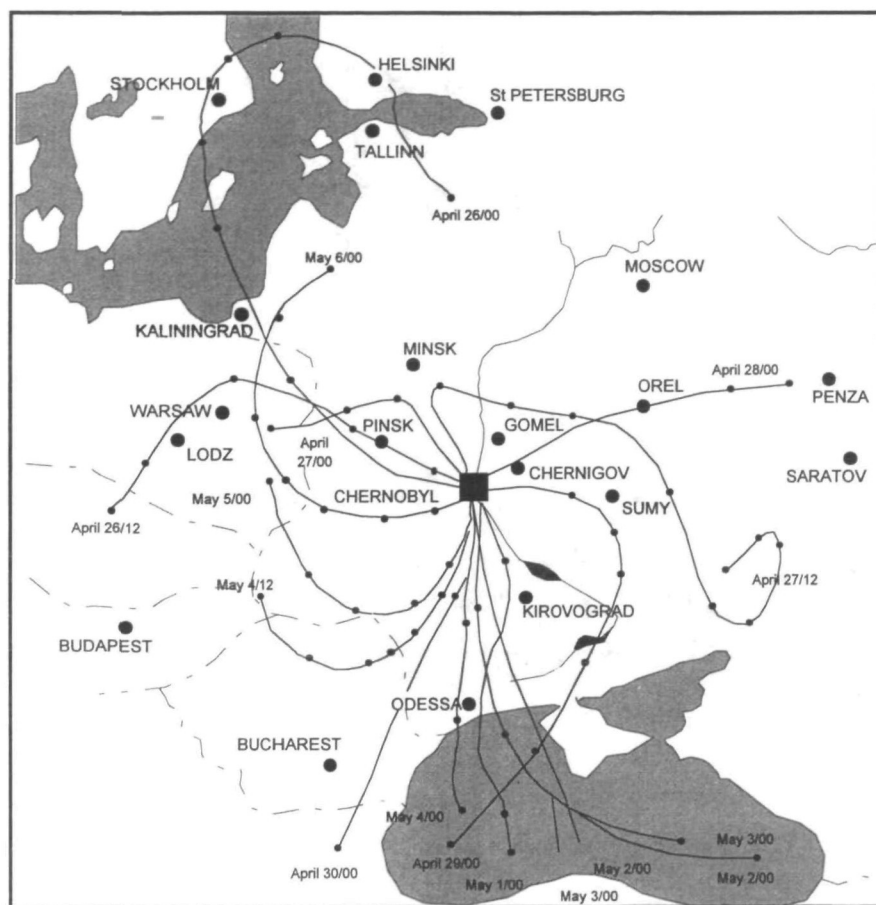 HELSINKI
STOCKHOLM
St PETERSBURG
TALLINN
April 26/00
May 6/00
MOSCOW
KALININGRAD
MINSK
April 28/00
OREL
PENZA
WARSAW
PINSK
GOMEL
LODZ
April
27/00
CHERNIGOV
SARATOV
May 5/00
CHERNOBYL
SUMY
April 26/12
May 4/12
April 27/12
KIROVOGRAD
BUDAPEST
ODESSA
BUCHAREST
May 4/00
May 3/00
April 29/00
May 2/00
April 30/00
May 1/00
May 2/00
May 3/00